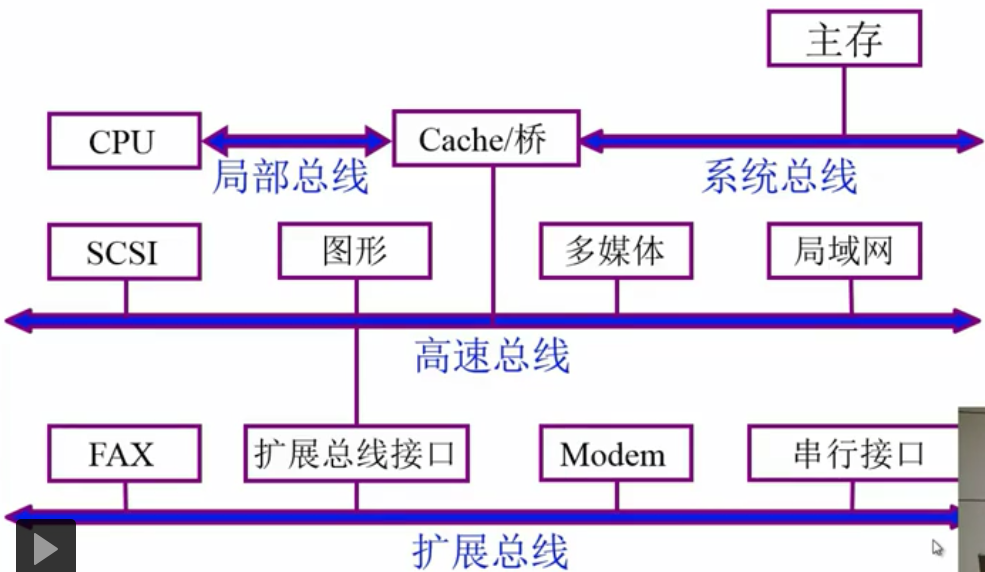 主存
CPU
Cache/桥
局部总线
系统总线
SCSI
图形
多媒体
局域网
高速总线
FAX
扩展总线接口
Modem
串行接口
扩展总线